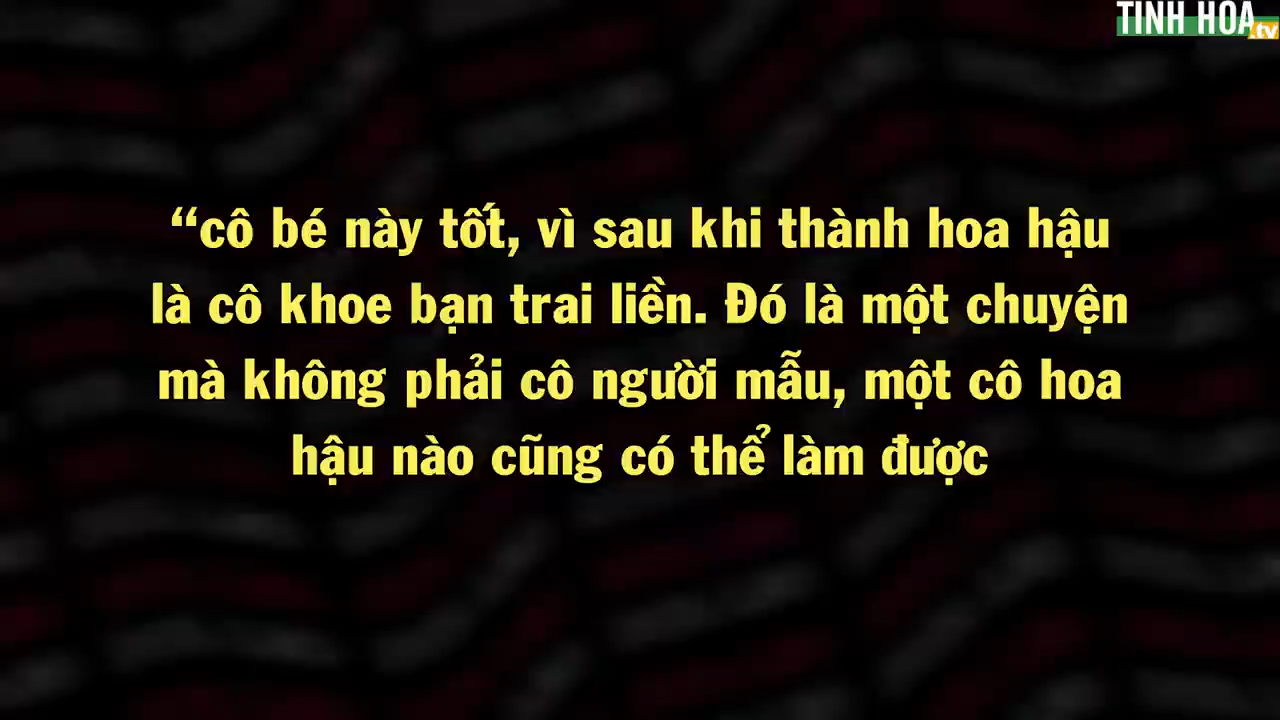 TINH HOA
.tv
“cô bé này tốt, vì sau khi thành hoa hậu
là cô khoe bạn trai liền. Đó là một chuyện
mà không phải cô người mẫu, một cô hoa
hậu nào cũng có thể làm được